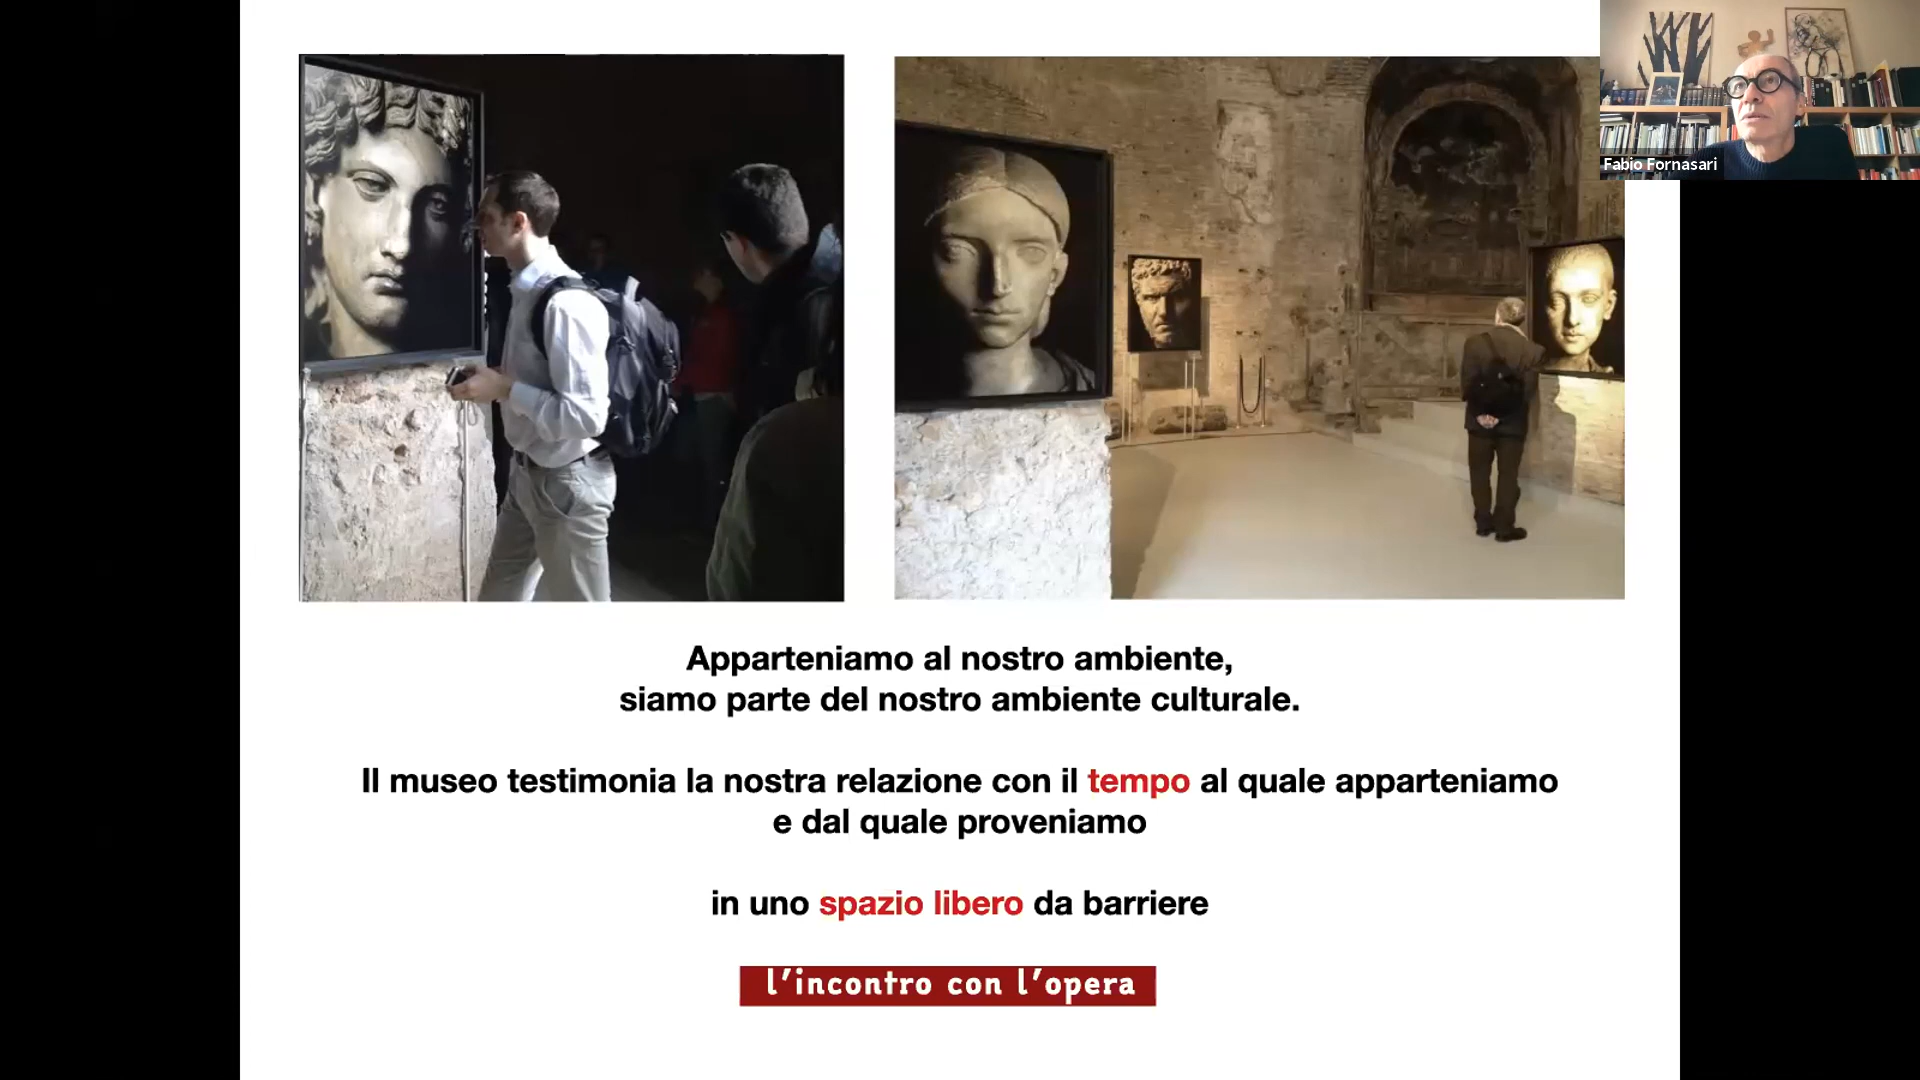 Fabio Fornasari
Apparteniamo al nostro ambiente,
siamo parte del nostro ambiente culturale.
Il museo testimonia la nostra relazione con il tempo al quale apparteniamo
e dal quale proveniamo
in uno spazio libero da barriere
l'incontro con l'opera